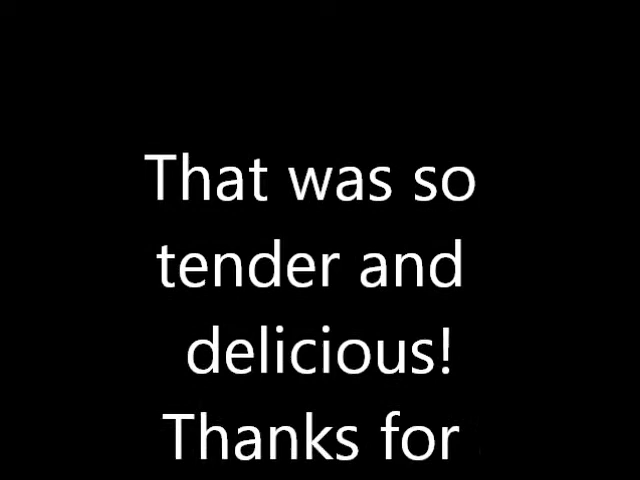 That was so
tender and
delicious!
Thanks for